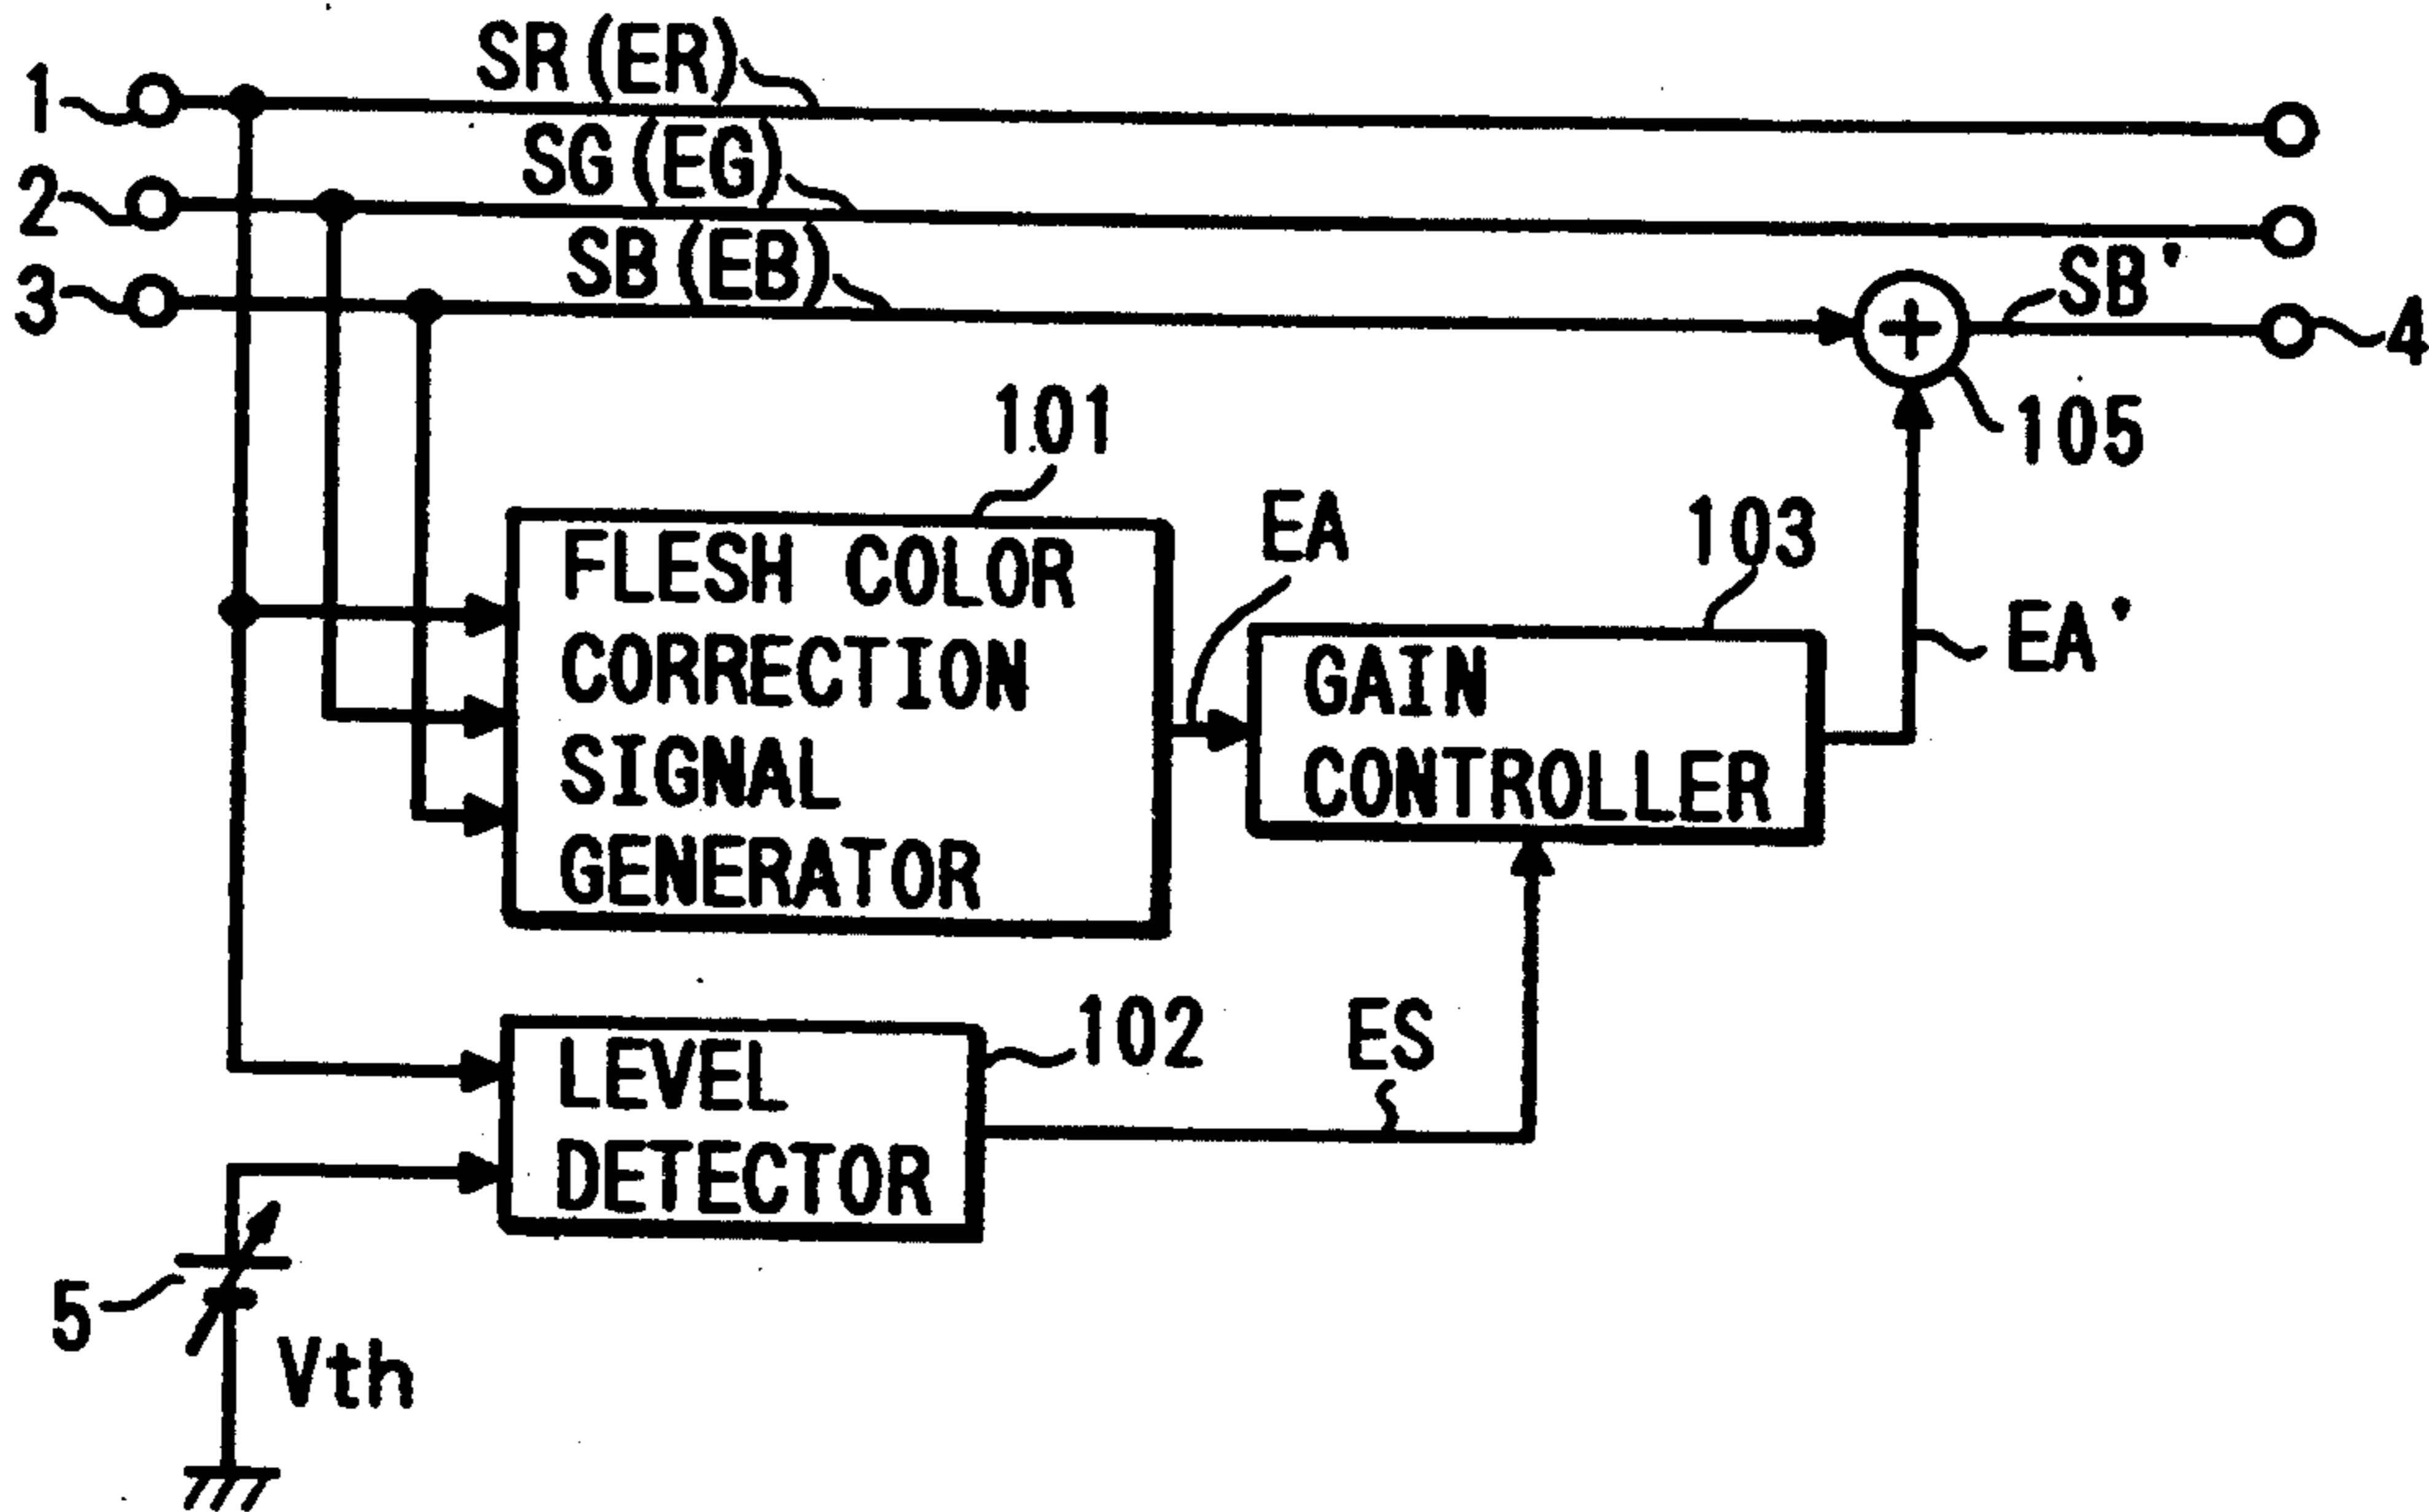 1
SR(ER)
2
SG(EG)
3
SB(EB)
SB'
4
105
101
FLESH COLOR
CORRECTION
SIGNAL
GENERATOR
EA
103
GAIN
CONTROLLER
EA'
102
LEVEL
DETECTOR
ES
5
Vth